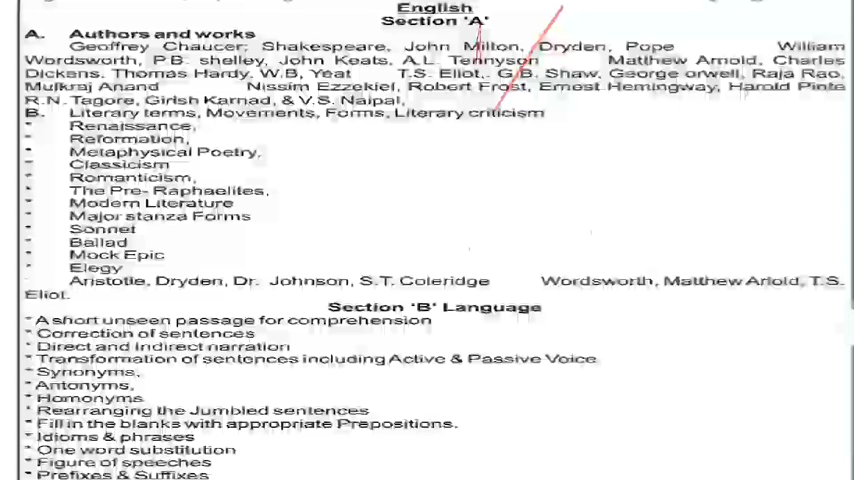 English
Section 'A'
A. Authors and works
Geoffrey Chaucer; Shakespeare, John Milton, Dryden, Pope William
Wordsworth, P.B. shelley, John Keats, A.L. Tennyson Matthew Arnold, Charles
Dickens, Thomas Hardy, W.B, Yeat T.S. Eliot,. G.B. Shaw, George orwell, Raja Rao,
Mulkraj Anand Nissim Ezzekiel, Robert Frost, Ernest Hemingway, Harold Pinte
R.N. Tagore, Girish Karnad, & V.S. Naipal,
B. Literary terms, Movements, Forms, Literary criticism
* Renaissance,
* Reformation,
* Metaphysical Poetry,
* Classicism
* Romanticism,
* The Pre- Raphaelites,
* Modern Literature
* Major stanza Forms
* Sonnet
* Ballad
* Mock Epic
* Elegy
Aristotle, Dryden, Dr. Johnson, S.T. Coleridge Wordsworth, Matthew Arlold, T.S.
Eliot.
Section 'B' Language
* A short unseen passage for comprehension
* Correction of sentences
* Direct and Indirect narration
* Transformation of sentences including Active & Passive Voice
* Synonyms,
* Antonyms,
* Homonyms
* Rearranging the Jumbled sentences
* Fill in the blanks with appropriate Prepositions.
* Idioms & phrases
* One word substitution
* Figure of speeches
* Prefixes & Suffixes